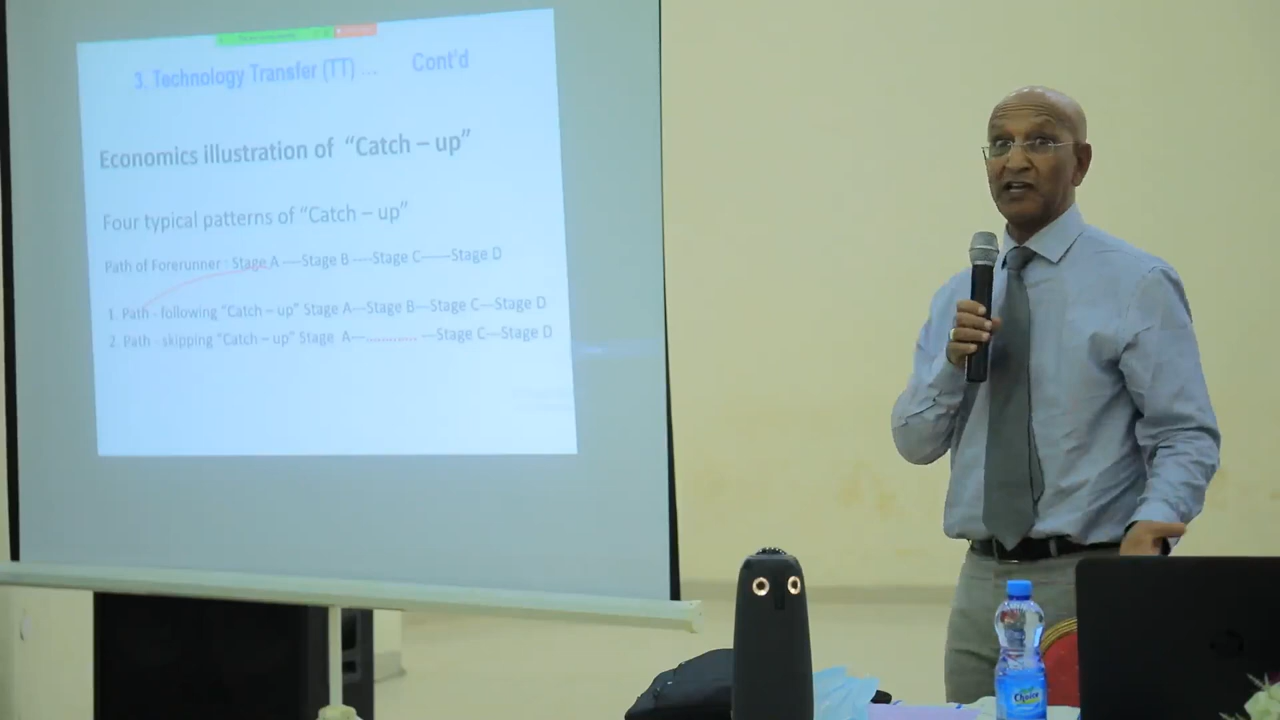 3. Technology Transfer (TT) ... Cont'd
Economics illustration of "Catch – up"
Four typical patterns of "Catch – up"
Path of Forerunner : Stage A ----Stage B ----Stage C------Stage D
1. Path - following "Catch – up" Stage A---Stage B---Stage C---Stage D
2. Path - skipping "Catch – up" Stage A---............ ---Stage C---Stage D
Choice